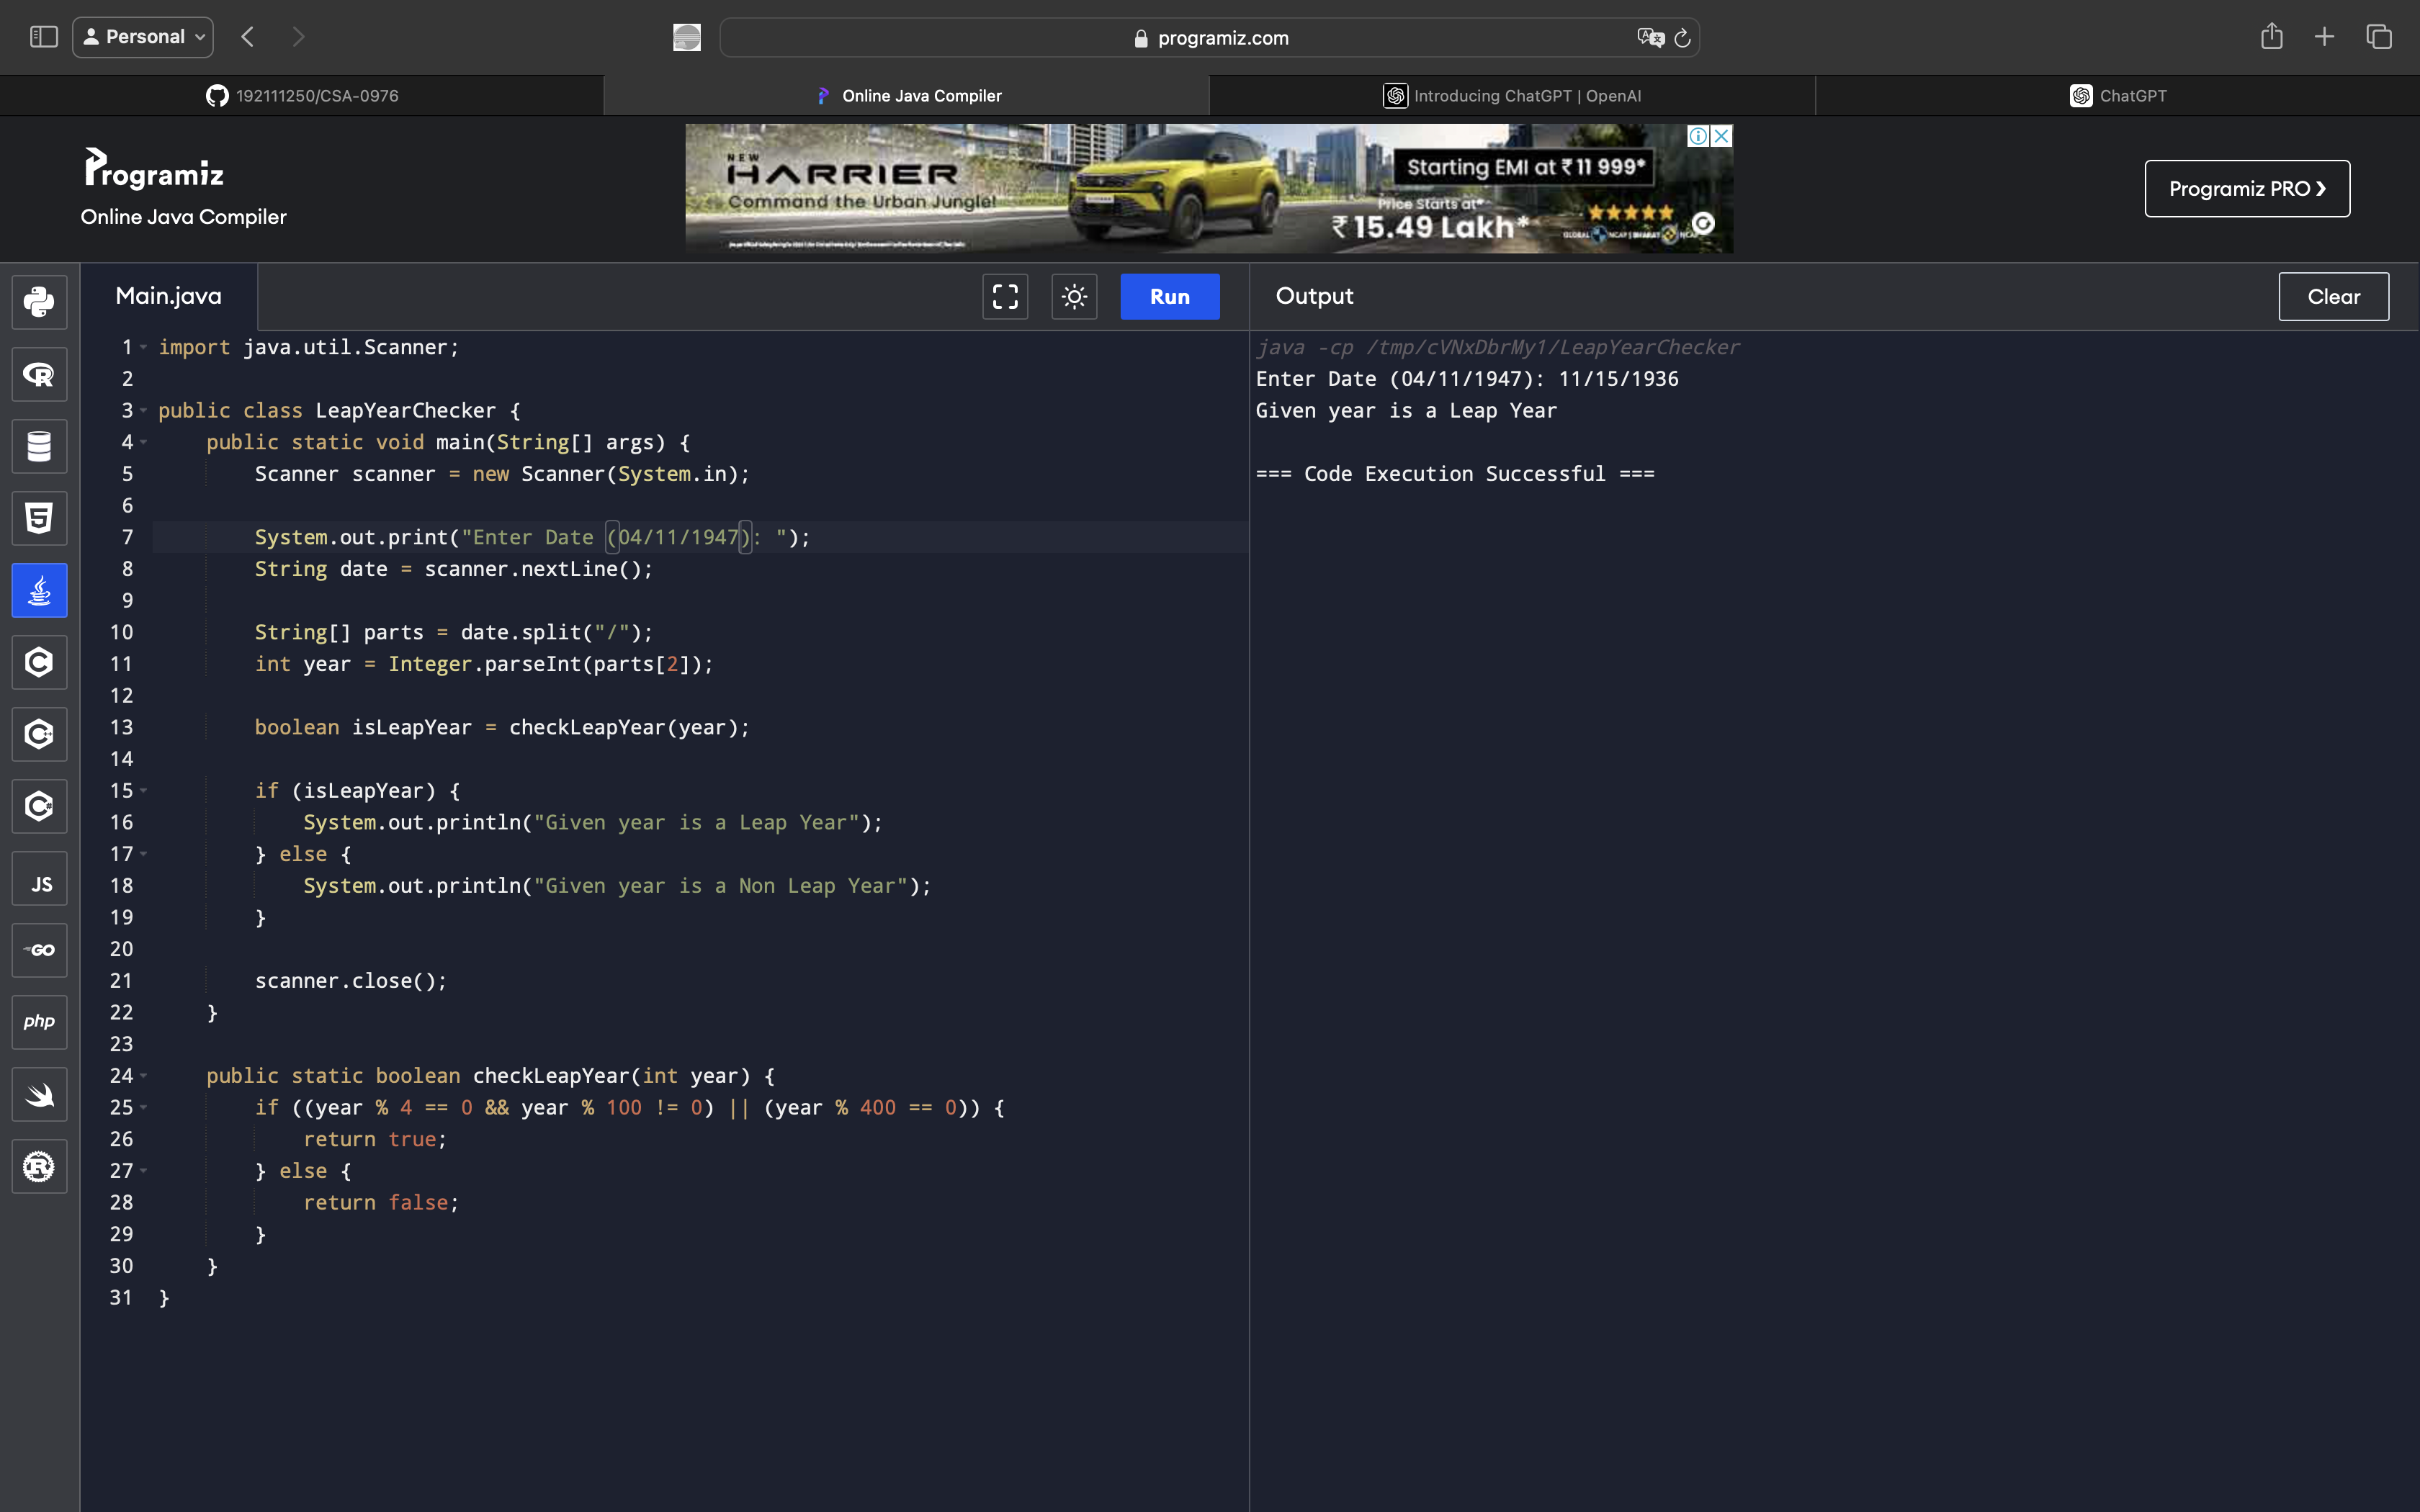 Personal
programiz.com
192111250/CSA-0976
Online Java Compiler
Introducing ChatGPT | OpenAI
ChatGPT
Programiz
Online Java Compiler
NEW
HARRIER
Command the Urban Jungle!
Starting EMI at ₹ 11 999*
Price Starts at*
₹ 15.49 Lakh*
Programiz PRO ❯
Main.java
Run
Output
Clear
1 import java.util.Scanner;
2
3 public class LeapYearChecker {
4     public static void main(String[] args) {
5         Scanner scanner = new Scanner(System.in);
6
7         System.out.print("Enter Date (04/11/1947): ");
8         String date = scanner.nextLine();
9
10         String[] parts = date.split("/");
11         int year = Integer.parseInt(parts[2]);
12
13         boolean isLeapYear = checkLeapYear(year);
14
15         if (isLeapYear) {
16             System.out.println("Given year is a Leap Year");
17         } else {
18             System.out.println("Given year is a Non Leap Year");
19         }
20
21         scanner.close();
22     }
23
24     public static boolean checkLeapYear(int year) {
25         if ((year % 4 == 0 && year % 100 != 0) || (year % 400 == 0)) {
26             return true;
27         } else {
28             return false;
29         }
30     }
31 }
java -cp /tmp/cVNxDbrMy1/LeapYearChecker
Enter Date (04/11/1947): 11/15/1936
Given year is a Leap Year
=== Code Execution Successful ===
JS
GO
php